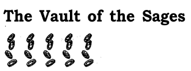 The Vault of the Sages